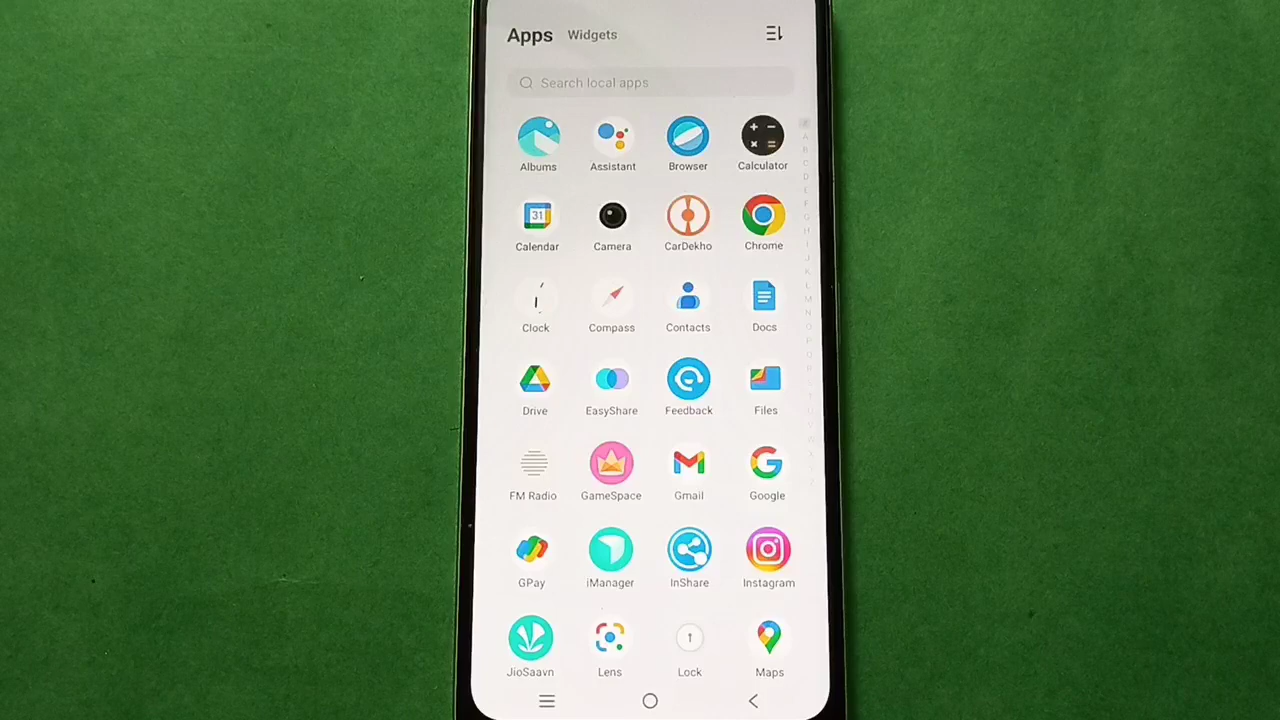 Apps Widgets
Search local apps
Albums Assistant Browser Calculator
31
Calendar Camera CarDekho Chrome
Clock Compass Contacts Docs
Drive EasyShare Feedback Files
FM Radio GameSpace Gmail Google
GPay iManager InShare Instagram
JioSaavn Lens Lock Maps